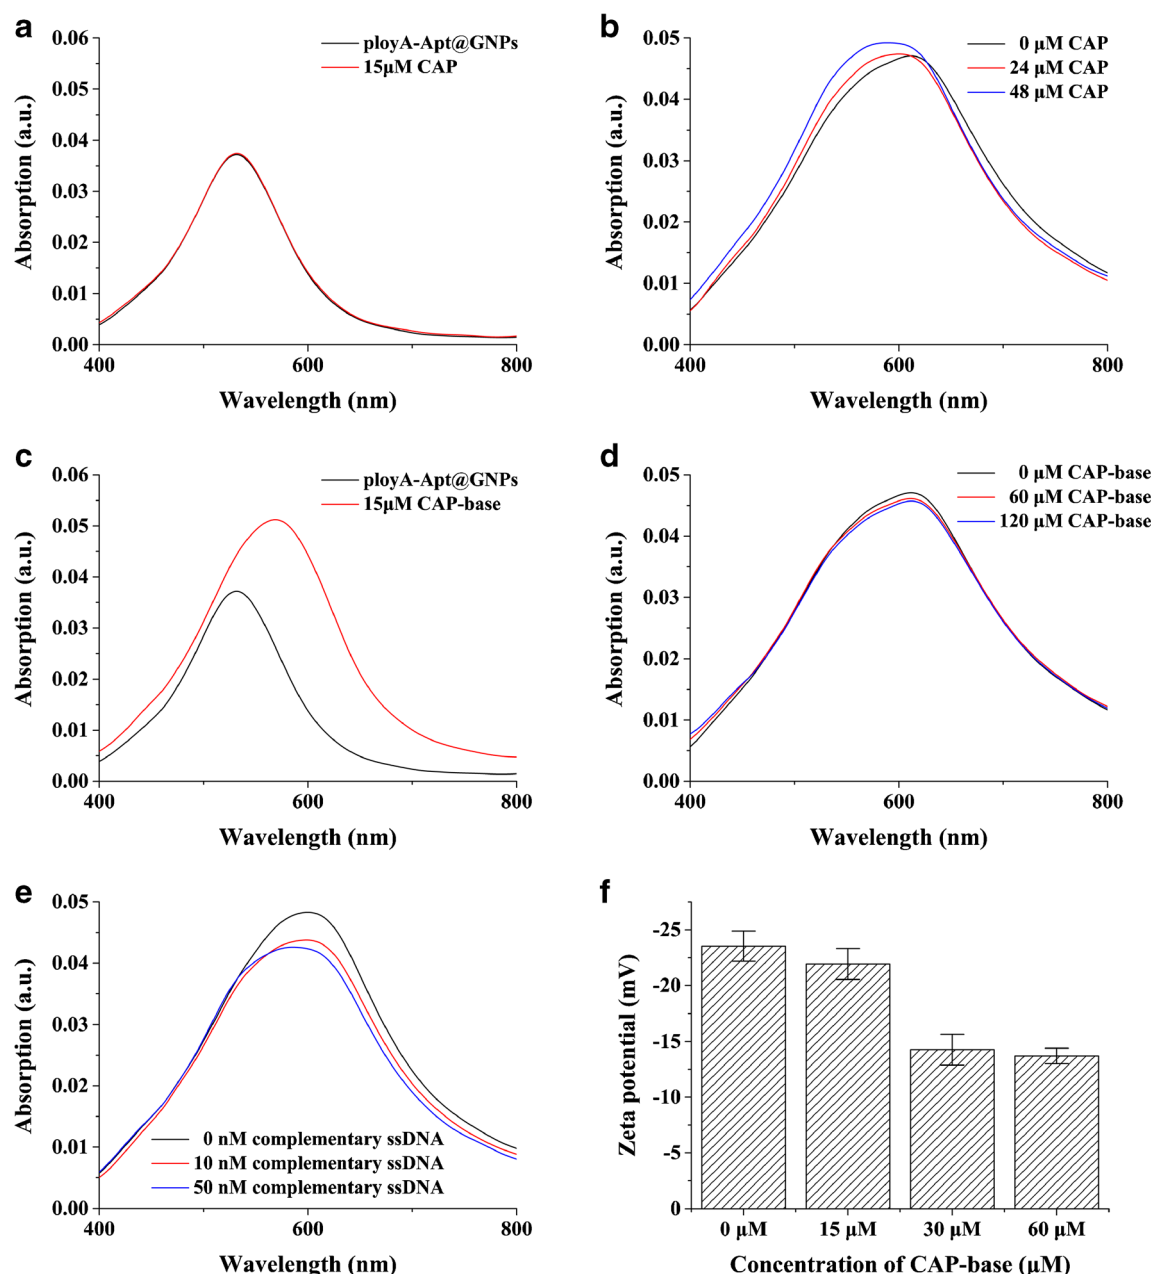 a
0.06
0.05
0.04
0.03
0.02
0.01
0.00
Absorption (a.u.)
ployA-Apt@GNPs
15μM CAP
400
600
800
Wavelength (nm)
b
0.05
0.04
0.03
0.02
0.01
0.00
Absorption (a.u.)
0 μM CAP
24 μM CAP
48 μM CAP
400
600
800
Wavelength (nm)
c
0.06
0.05
0.04
0.03
0.02
0.01
0.00
Absorption (a.u.)
ployA-Apt@GNPs
15μM CAP-base
400
600
800
Wavelength (nm)
d
0.05
0.04
0.03
0.02
0.01
0.00
Absorption (a.u.)
0 μM CAP-base
60 μM CAP-base
120 μM CAP-base
400
600
800
Wavelength (nm)
e
0.05
0.04
0.03
0.02
0.01
0.00
Absorption (a.u.)
0 nM complementary ssDNA
10 nM complementary ssDNA
50 nM complementary ssDNA
400
600
800
Wavelength (nm)
f
-25
-20
-15
-10
-5
0
Zeta potential (mV)
0 μM
15 μM
30 μM
60 μM
Concentration of CAP-base (μM)